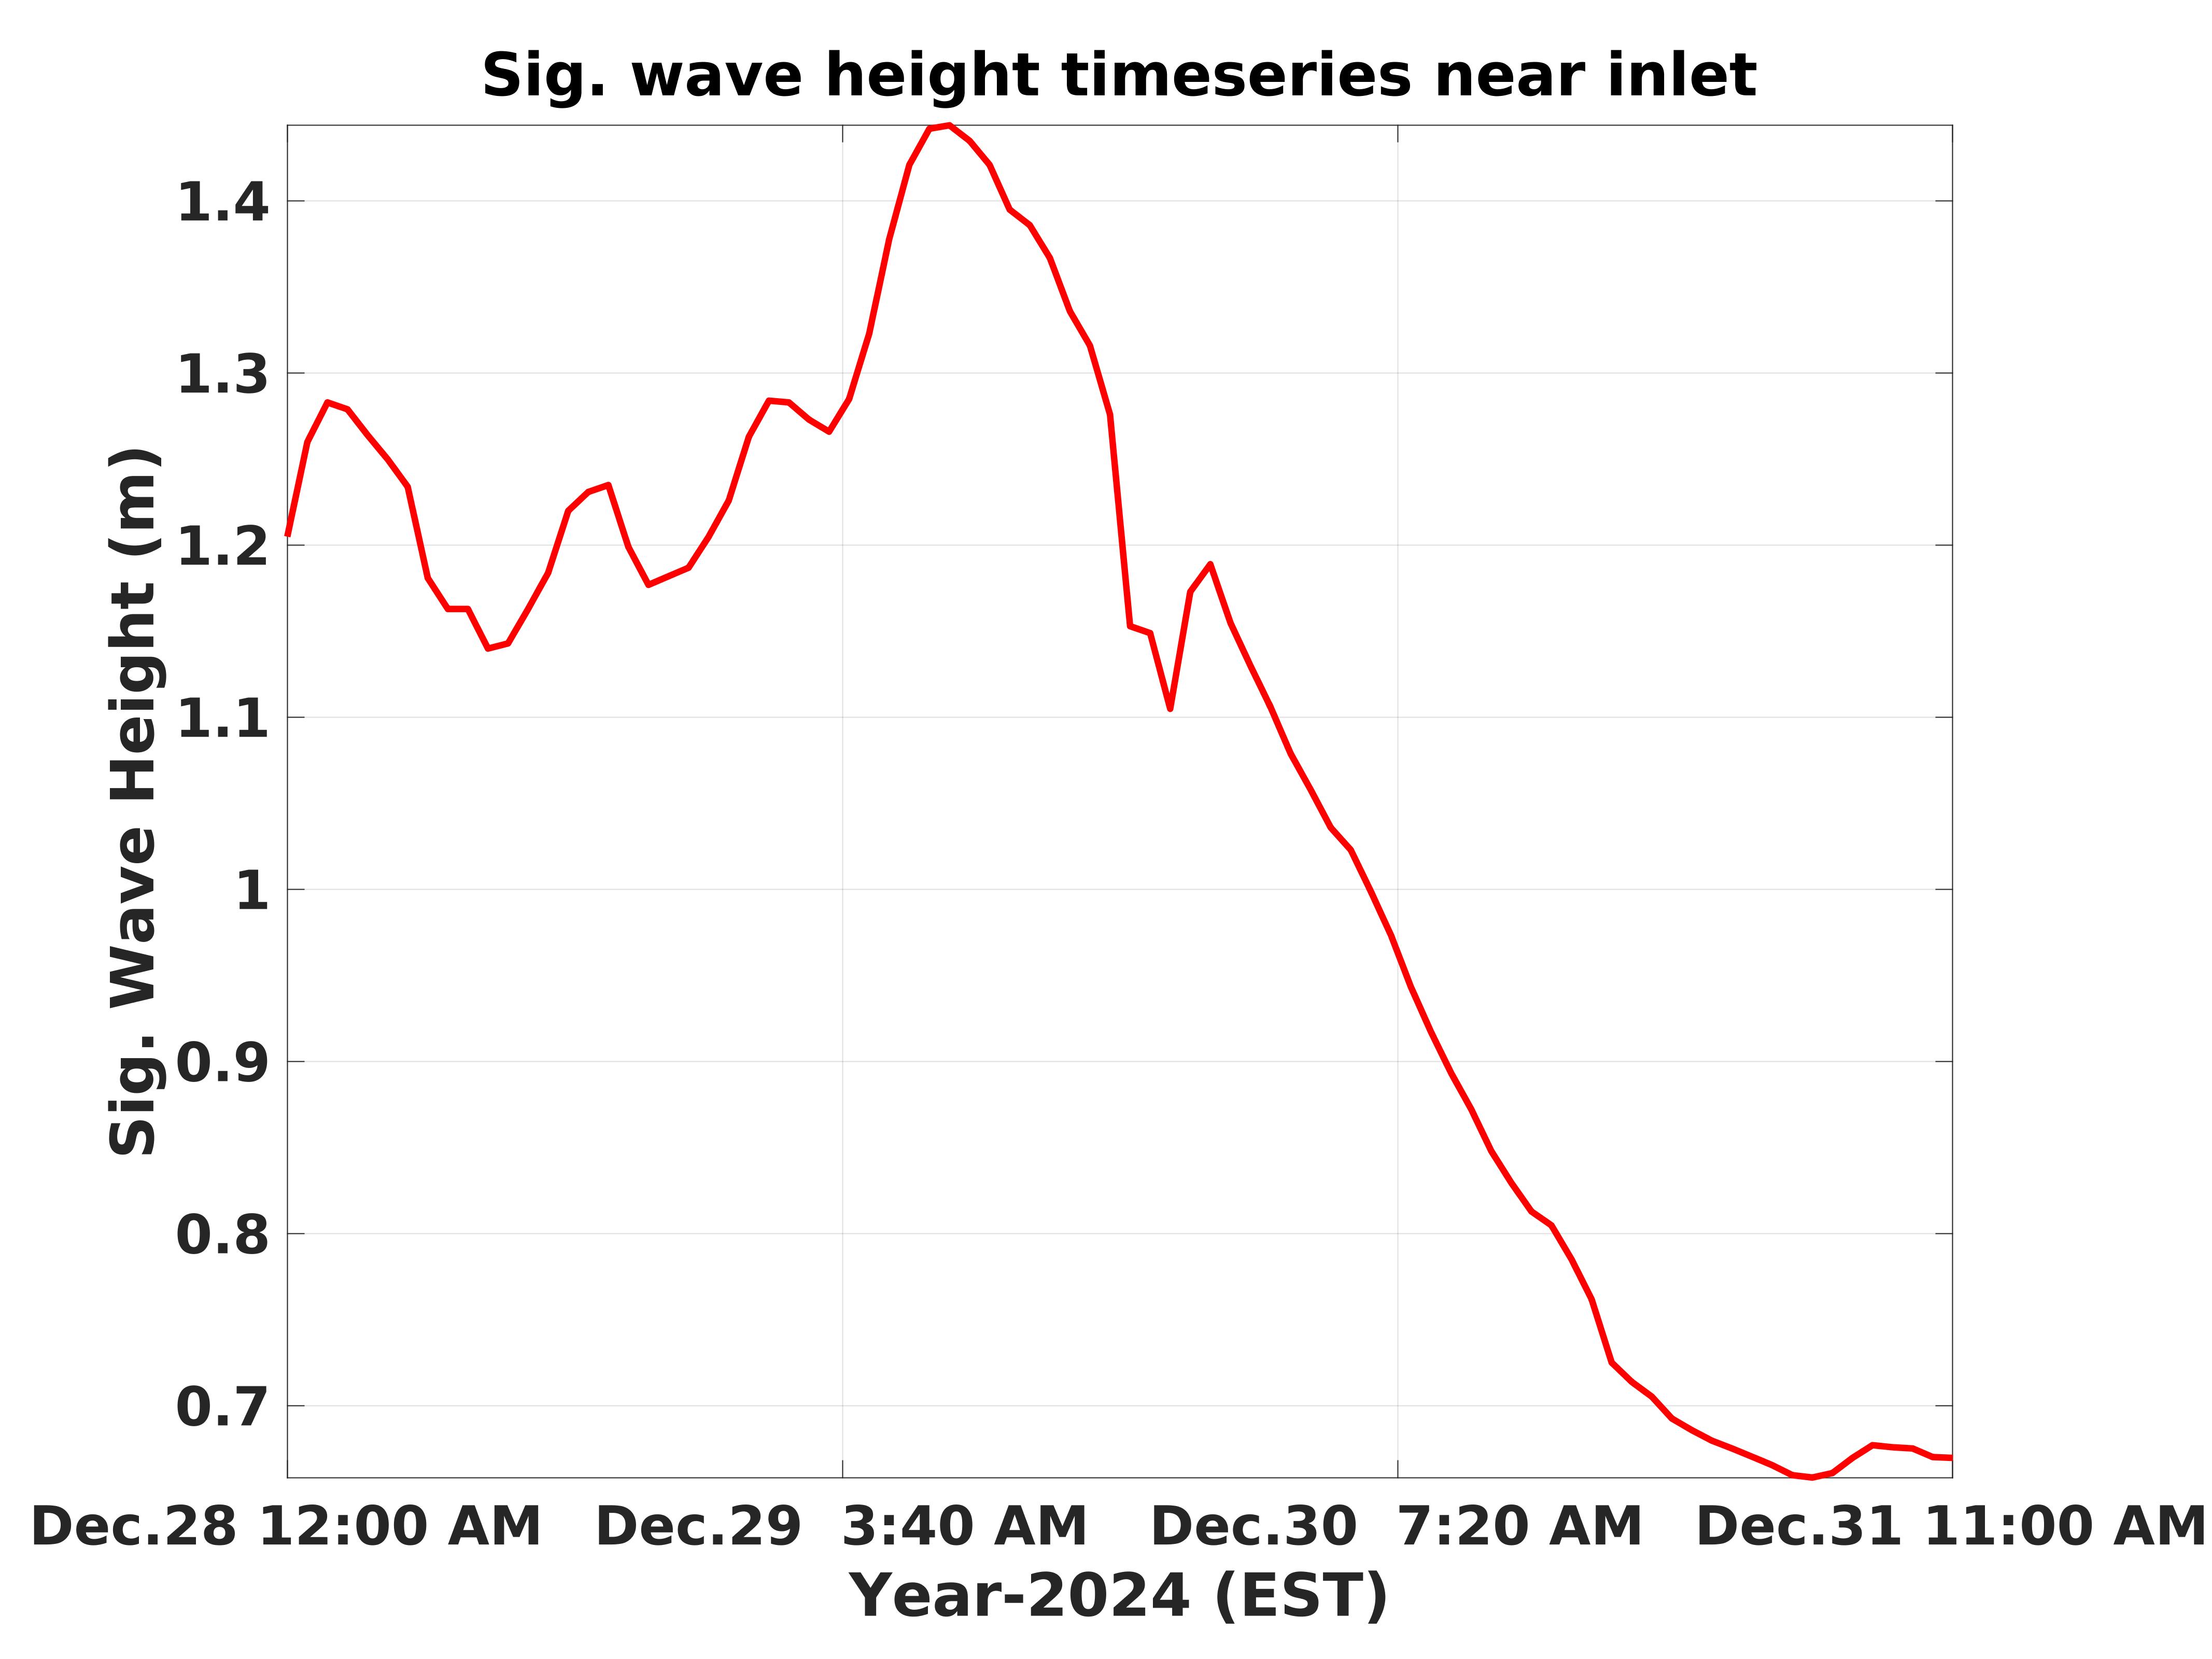 Sig. wave height timeseries near inlet
1.4
1.3
1.2
1.1
1
0.9
0.8
0.7
Sig. Wave Height (m)
Dec.28 12:00 AM Dec.29 3:40 AM Dec.30 7:20 AM Dec.31 11:00 AM
Year-2024 (EST)